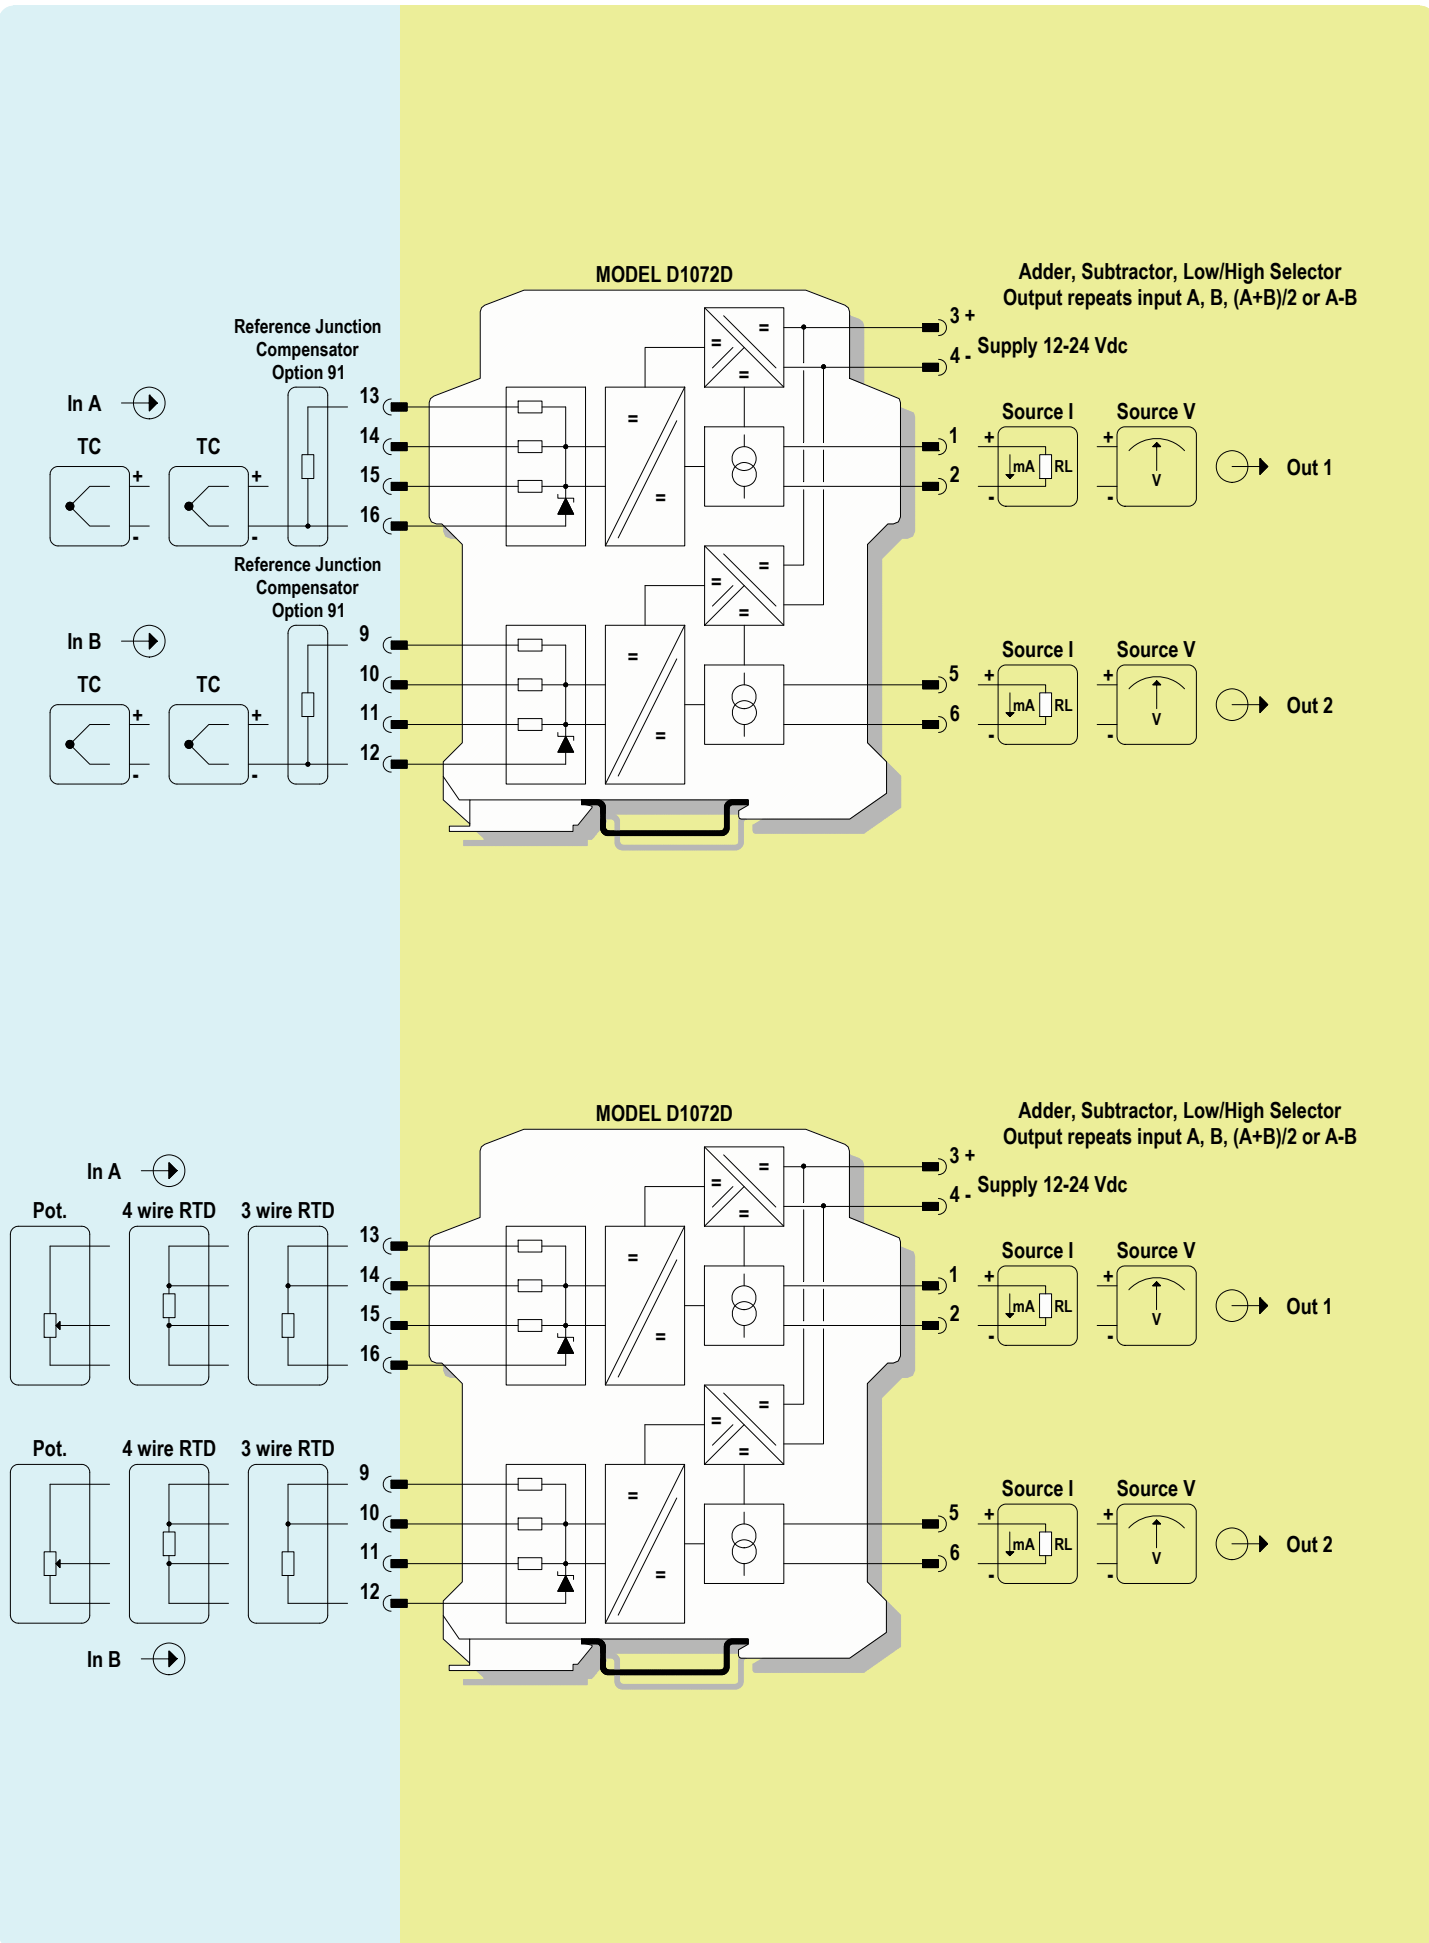 MODEL D1072D
Adder, Subtractor, Low/High Selector
Output repeats input A, B, (A+B)/2 or A-B
3 +
4 -
Supply 12-24 Vdc
Reference Junction
Compensator
Option 91
In A
TC
TC
+
-
+
-
13
14
15
16
1
2
Source I
+
-
mA
RL
Source V
+
-
V
Out 1
Reference Junction
Compensator
Option 91
In B
TC
TC
+
-
+
-
9
10
11
12
5
6
Source I
+
-
mA
RL
Source V
+
-
V
Out 2
MODEL D1072D
Adder, Subtractor, Low/High Selector
Output repeats input A, B, (A+B)/2 or A-B
3 +
4 -
Supply 12-24 Vdc
In A
Pot.
4 wire RTD
3 wire RTD
13
14
15
16
1
2
Source I
+
-
mA
RL
Source V
+
-
V
Out 1
Pot.
4 wire RTD
3 wire RTD
9
10
11
12
5
6
Source I
+
-
mA
RL
Source V
+
-
V
Out 2
In B